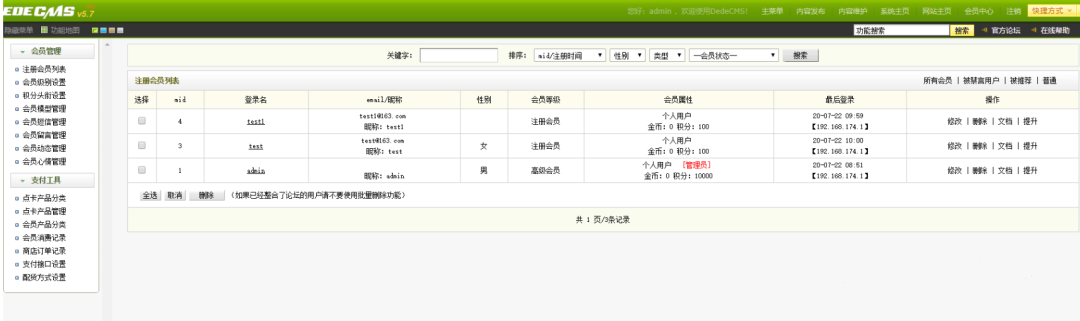 EDECMS v5.7
您好：admin ，欢迎使用DedeCMS！ 主菜单 内容发布 内容维护 系统主页 网站主页 会员中心 注销 快捷方式
隐藏菜单 功能地图
功能搜索 搜索 官方论坛 在线帮助
会员管理
注册会员列表
会员级别设置
积分头衔设置
会员模型管理
会员短信管理
会员留言管理
会员动态管理
会员心情管理
支付工具
点卡产品分类
点卡产品管理
会员产品分类
会员消费记录
商店订单记录
支付接口设置
配货方式设置
关键字： 排序： mid/注册时间 性别 类型 --会员状态-- 搜索
注册会员列表 所有会员 | 被禁言用户 | 被推荐 | 普通
选择 mid 登录名 email/昵称 性别 会员等级 会员属性 最后登录 操作
4 test1 test1@163.com 注册会员 个人用户 20-07-22 09:59 修改 | 删除 | 文档 | 提升
昵称：test1 金币：0 积分：100 【192.168.174.1】
3 test test@163.com 女 注册会员 个人用户 20-07-22 10:00 修改 | 删除 | 文档 | 提升
昵称：test 金币：0 积分：100 【192.168.174.1】
1 admin 男 高级会员 个人用户 [管理员] 20-07-22 08:51 修改 | 删除 | 文档 | 提升
昵称：admin 金币：0 积分：10000 【192.168.174.1】
全选 取消 删除 （如果已经整合了论坛的用户请不要使用批量删除功能）
共 1 页/3条记录